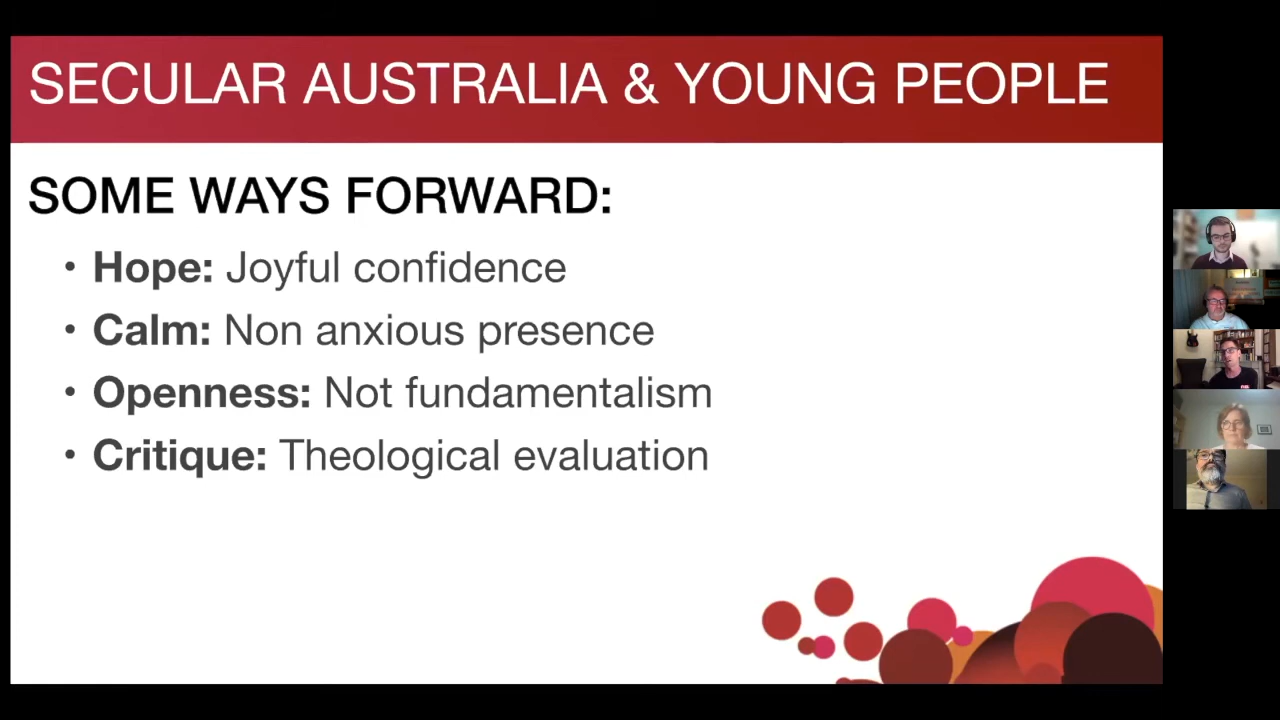 SECULAR AUSTRALIA & YOUNG PEOPLE
SOME WAYS FORWARD:
• Hope: Joyful confidence
• Calm: Non anxious presence
• Openness: Not fundamentalism
• Critique: Theological evaluation